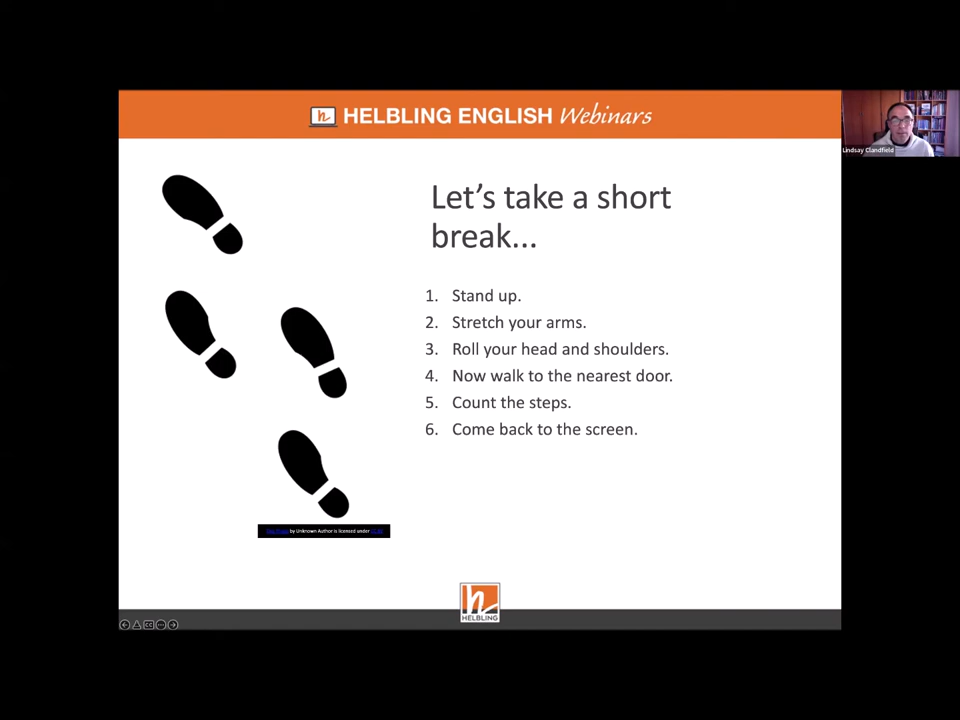 HELBLING ENGLISH Webinars
Lindsay Clandfield
Let's take a short
break...
1. Stand up.
2. Stretch your arms.
3. Roll your head and shoulders.
4. Now walk to the nearest door.
5. Count the steps.
6. Come back to the screen.
by Unknown Author is licensed under
h
HELBLING